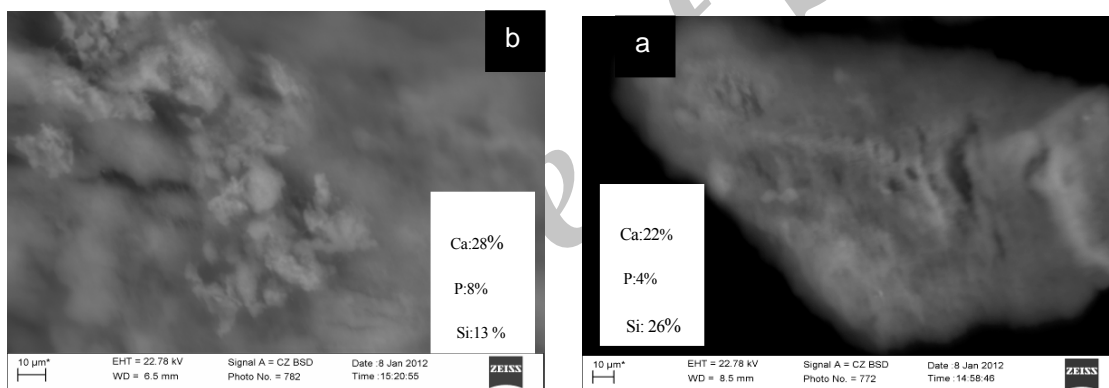 b
Ca:28%
P:8%
Si:13 %
10 µm*
EHT = 22.78 kV
WD = 6.5 mm
Signal A = CZ BSD
Photo No. = 782
Date :8 Jan 2012
Time :15:20:55
ZEISS
a
Ca:22%
P:4%
Si: 26%
10 µm*
EHT = 22.78 kV
WD = 8.5 mm
Signal A = CZ BSD
Photo No. = 772
Date :8 Jan 2012
Time :14:58:46
ZEISS